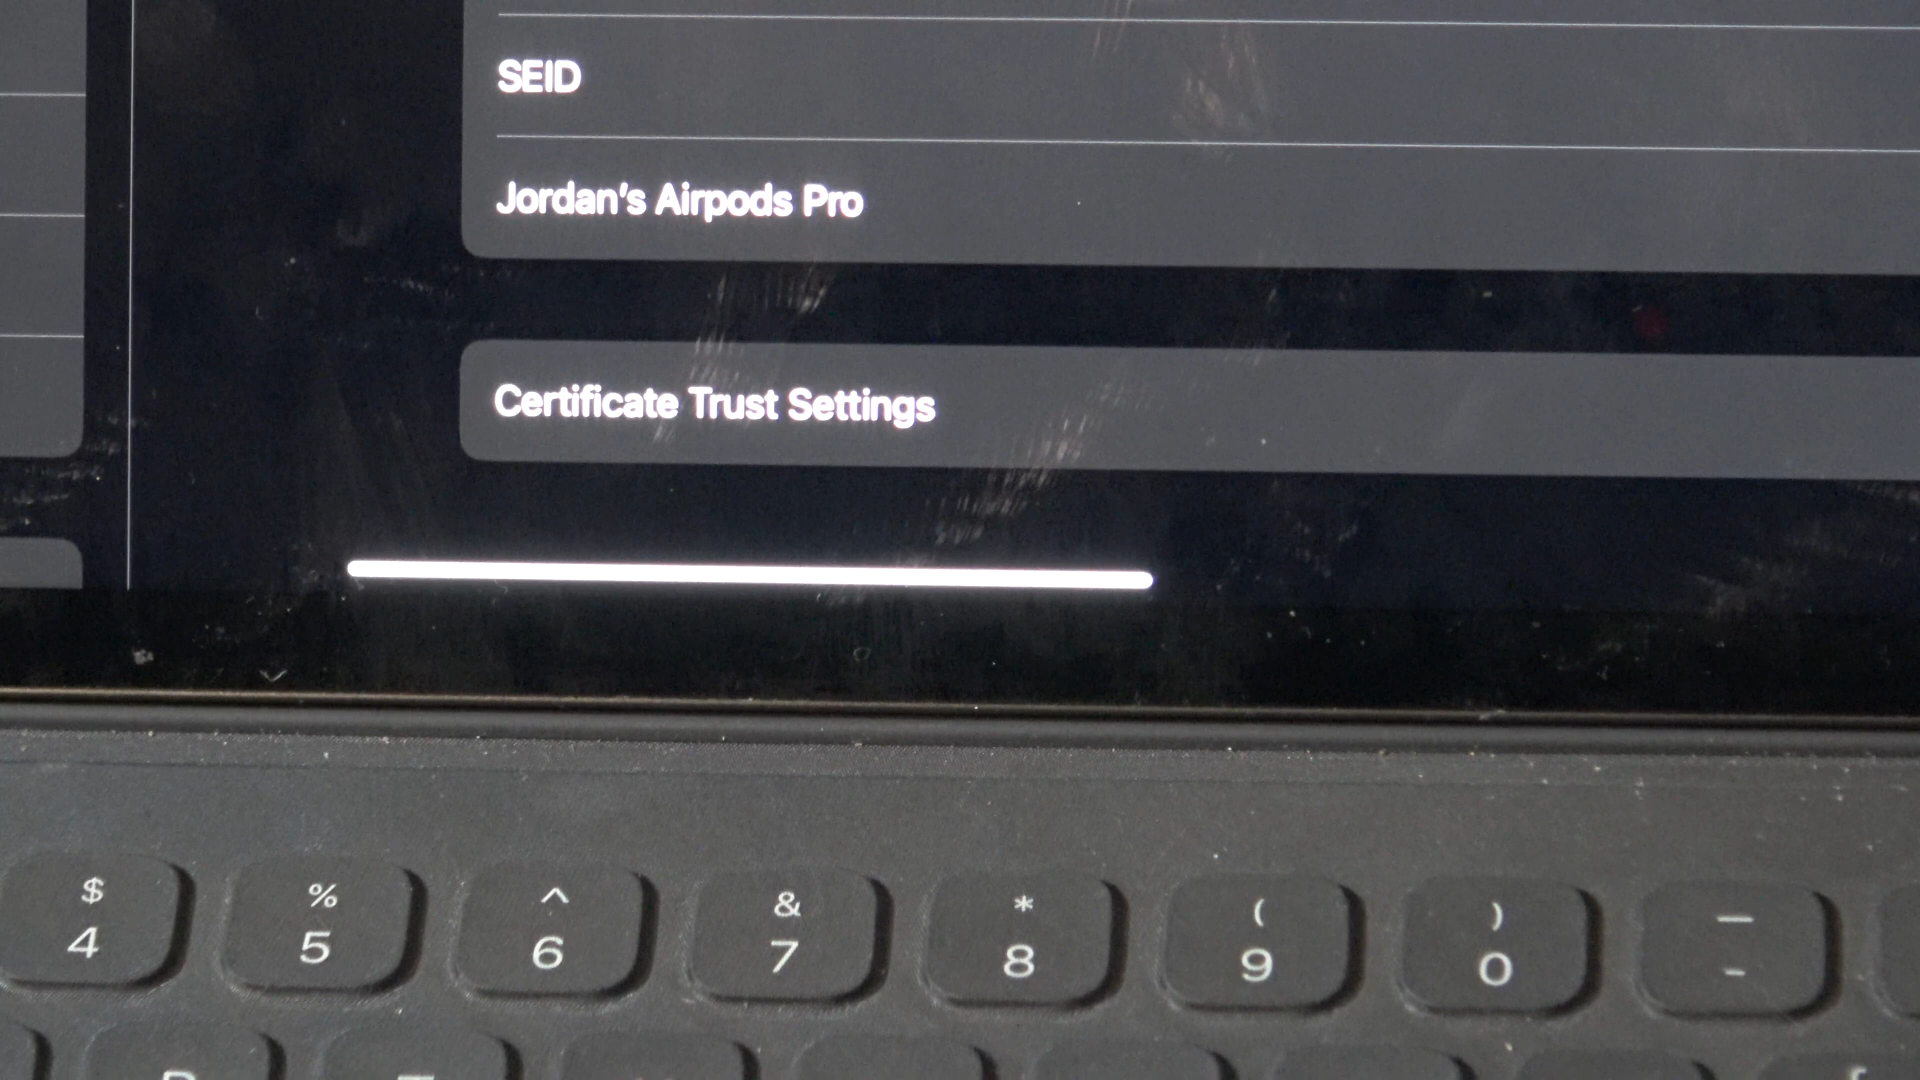 SEID
Jordan's Airpods Pro
Certificate Trust Settings
$ % ^ & * ( ) —
4 5 6 7 8 9 0 -